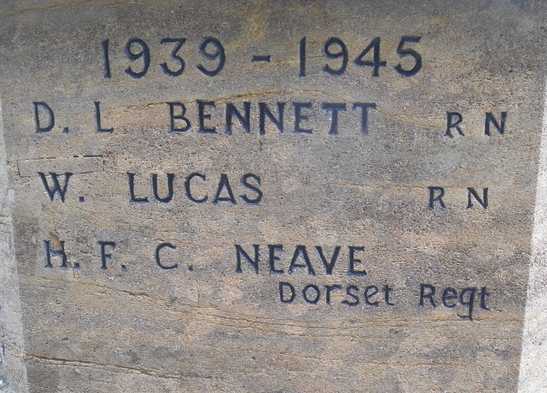 1939 - 1945
D. L BENNETT RN
W. LUCAS RN
H. F. C. NEAVE
Dorset Regt